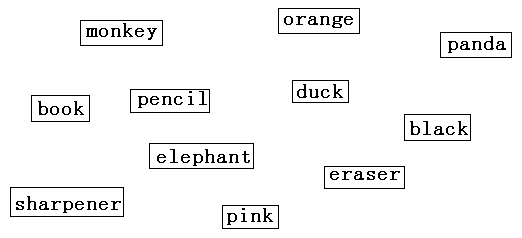 monkey
orange
panda
book
pencil
duck
black
elephant
eraser
sharpener
pink